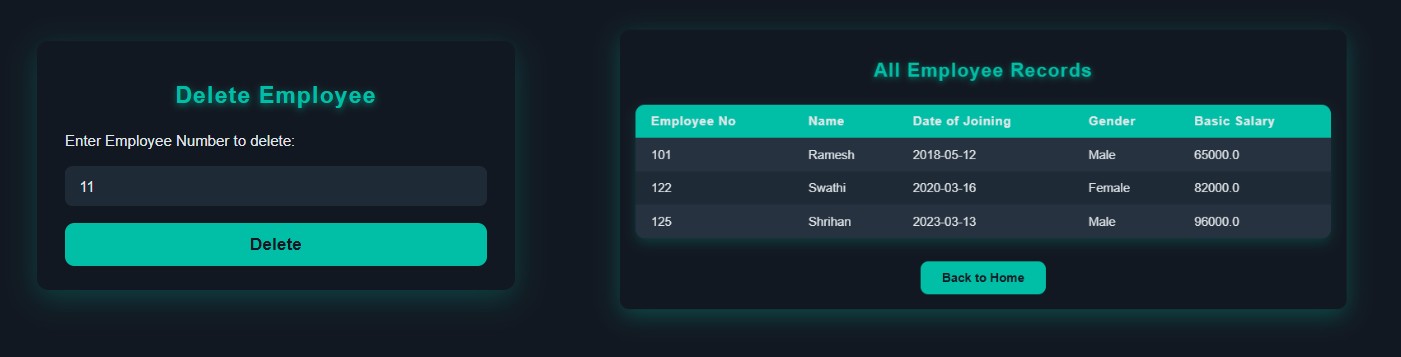 Delete Employee
Enter Employee Number to delete:
11
Delete
All Employee Records
Employee No Name Date of Joining Gender Basic Salary
101 Ramesh 2018-05-12 Male 65000.0
122 Swathi 2020-03-16 Female 82000.0
125 Shrihan 2023-03-13 Male 96000.0
Back to Home